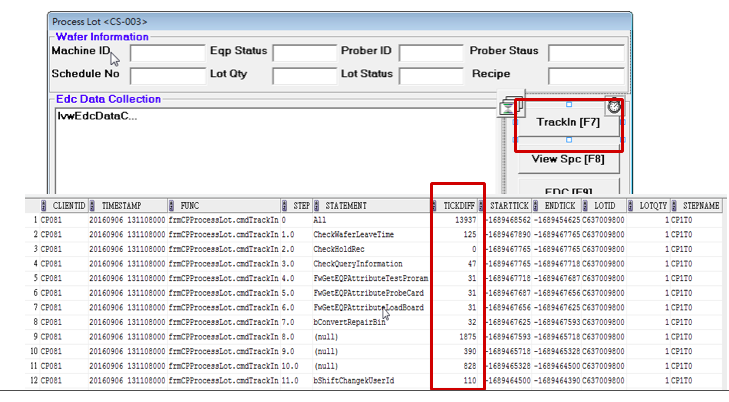 Process Lot <CS-003>
Wafer Information
Machine ID Eqp Status Prober ID Prober Staus
Schedule No Lot Qty Lot Status Recipe
Edc Data Collection
lvwEdcDataC...
TrackIn [F7]
View Spc [F8]
EDC [F9]
CLIENTID TIMESTAMP FUNC STEP STATEMENT TICKDIFF STARTTICK ENDTICK LOTID LOTQTY STEPNAME
1 CP081 20160906 131108000 frmCPProcessLot.cmdTrackIn 0 All 13937 -1689468562 -1689454625 C637009800 1 CP1T0
2 CP081 20160906 131108000 frmCPProcessLot.cmdTrackIn 1.0 CheckWaferLeaveTime 125 -1689467890 -1689467765 C637009800 1 CP1T0
3 CP081 20160906 131108000 frmCPProcessLot.cmdTrackIn 2.0 CheckHoldRec 0 -1689467765 -1689467765 C637009800 1 CP1T0
4 CP081 20160906 131108000 frmCPProcessLot.cmdTrackIn 3.0 CheckQueryInformation 47 -1689467765 -1689467718 C637009800 1 CP1T0
5 CP081 20160906 131108000 frmCPProcessLot.cmdTrackIn 4.0 FwGetEQPAttributeTestProram 31 -1689467718 -1689467687 C637009800 1 CP1T0
6 CP081 20160906 131108000 frmCPProcessLot.cmdTrackIn 5.0 FwGetEQPAttributeProbeCard 31 -1689467687 -1689467656 C637009800 1 CP1T0
7 CP081 20160906 131108000 frmCPProcessLot.cmdTrackIn 6.0 FwGetEQPAttributeLoadBoard 31 -1689467656 -1689467625 C637009800 1 CP1T0
8 CP081 20160906 131108000 frmCPProcessLot.cmdTrackIn 7.0 bConvertRepairBin 32 -1689467625 -1689467593 C637009800 1 CP1T0
9 CP081 20160906 131108000 frmCPProcessLot.cmdTrackIn 8.0 (null) 1875 -1689467593 -1689465718 C637009800 1 CP1T0
10 CP081 20160906 131108000 frmCPProcessLot.cmdTrackIn 9.0 (null) 390 -1689465718 -1689465328 C637009800 1 CP1T0
11 CP081 20160906 131108000 frmCPProcessLot.cmdTrackIn 10.0 (null) 828 -1689465328 -1689464500 C637009800 1 CP1T0
12 CP081 20160906 131108000 frmCPProcessLot.cmdTrackIn 11.0 bShiftChangekUserId 110 -1689464500 -1689464390 C637009800 1 CP1T0